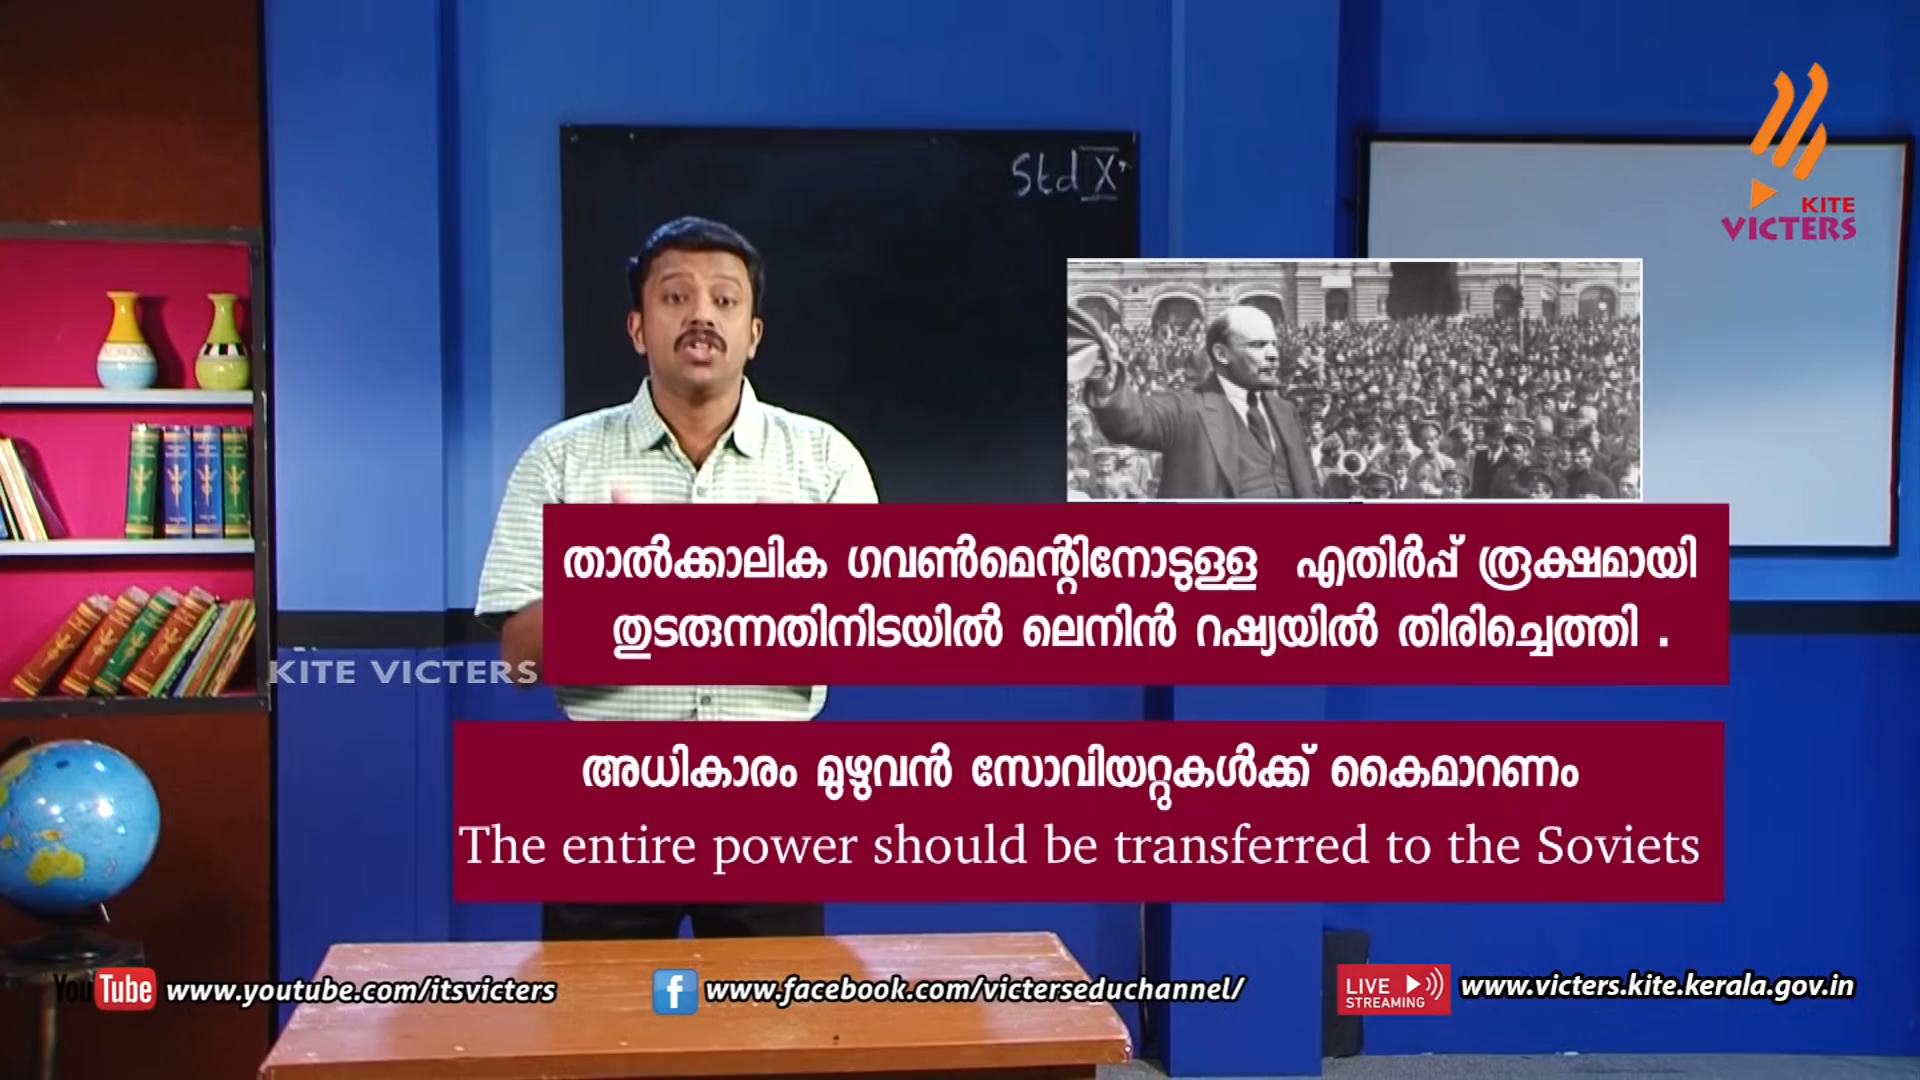 Std X
KITE
VICTERS
താൽക്കാലിക ഗവൺമെന്റിനോടുള്ള എതിർപ്പ് രൂക്ഷമായി
തുടരുന്നതിനിടയിൽ ലെനിൻ റഷ്യയിൽ തിരിച്ചെത്തി .
KITE VICTERS
അധികാരം മുഴുവൻ സോവിയറ്റുകൾക്ക് കൈമാറണം
The entire power should be transferred to the Soviets
YouTube www.youtube.com/itsvicters
f www.facebook.com/victerseduchannel/
LIVE
STREAMING
www.victers.kite.kerala.gov.in